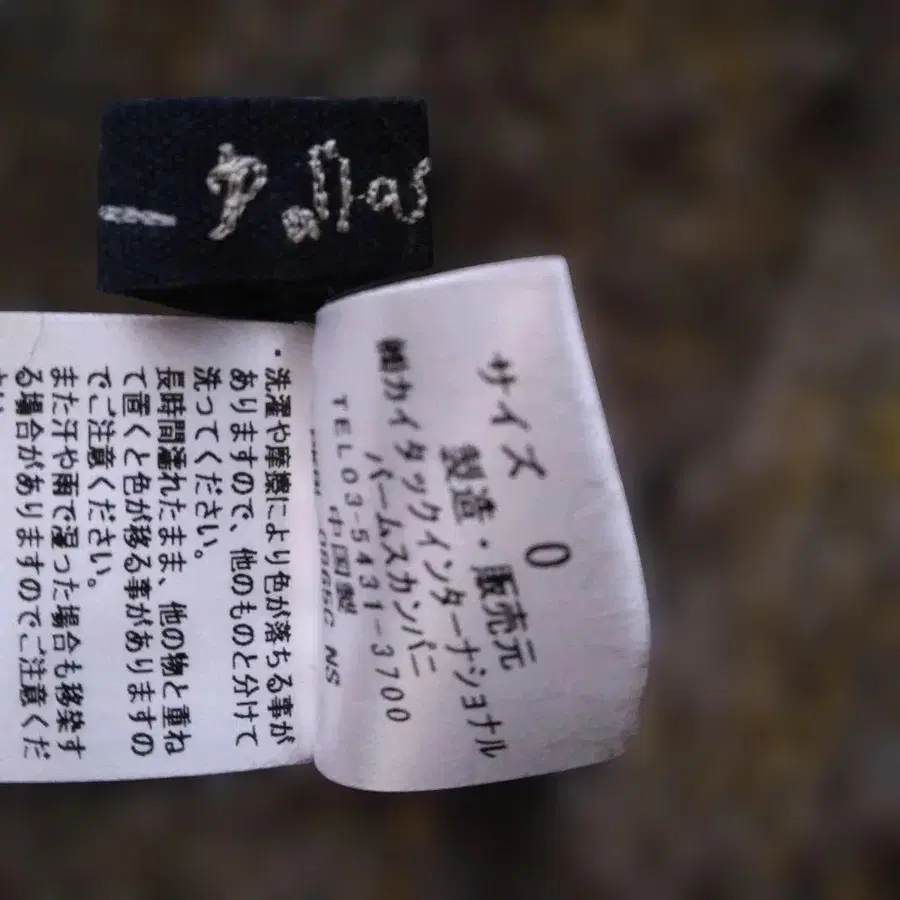 サイズ 0
製造・販売元
㈱カイタックインターナショナル
パームスカンパニー
TEL03-5431-3700
中国製
NS
・洗濯や摩擦により色が落ちる事が
ありますので、他のものと分けて
洗ってください。
長時間濡れたまま、他の物と重ね
て置くと色が移る事がありますの
でご注意ください。
また汗や雨で湿った場合も移染す
る場合がありますのでご注意くだ